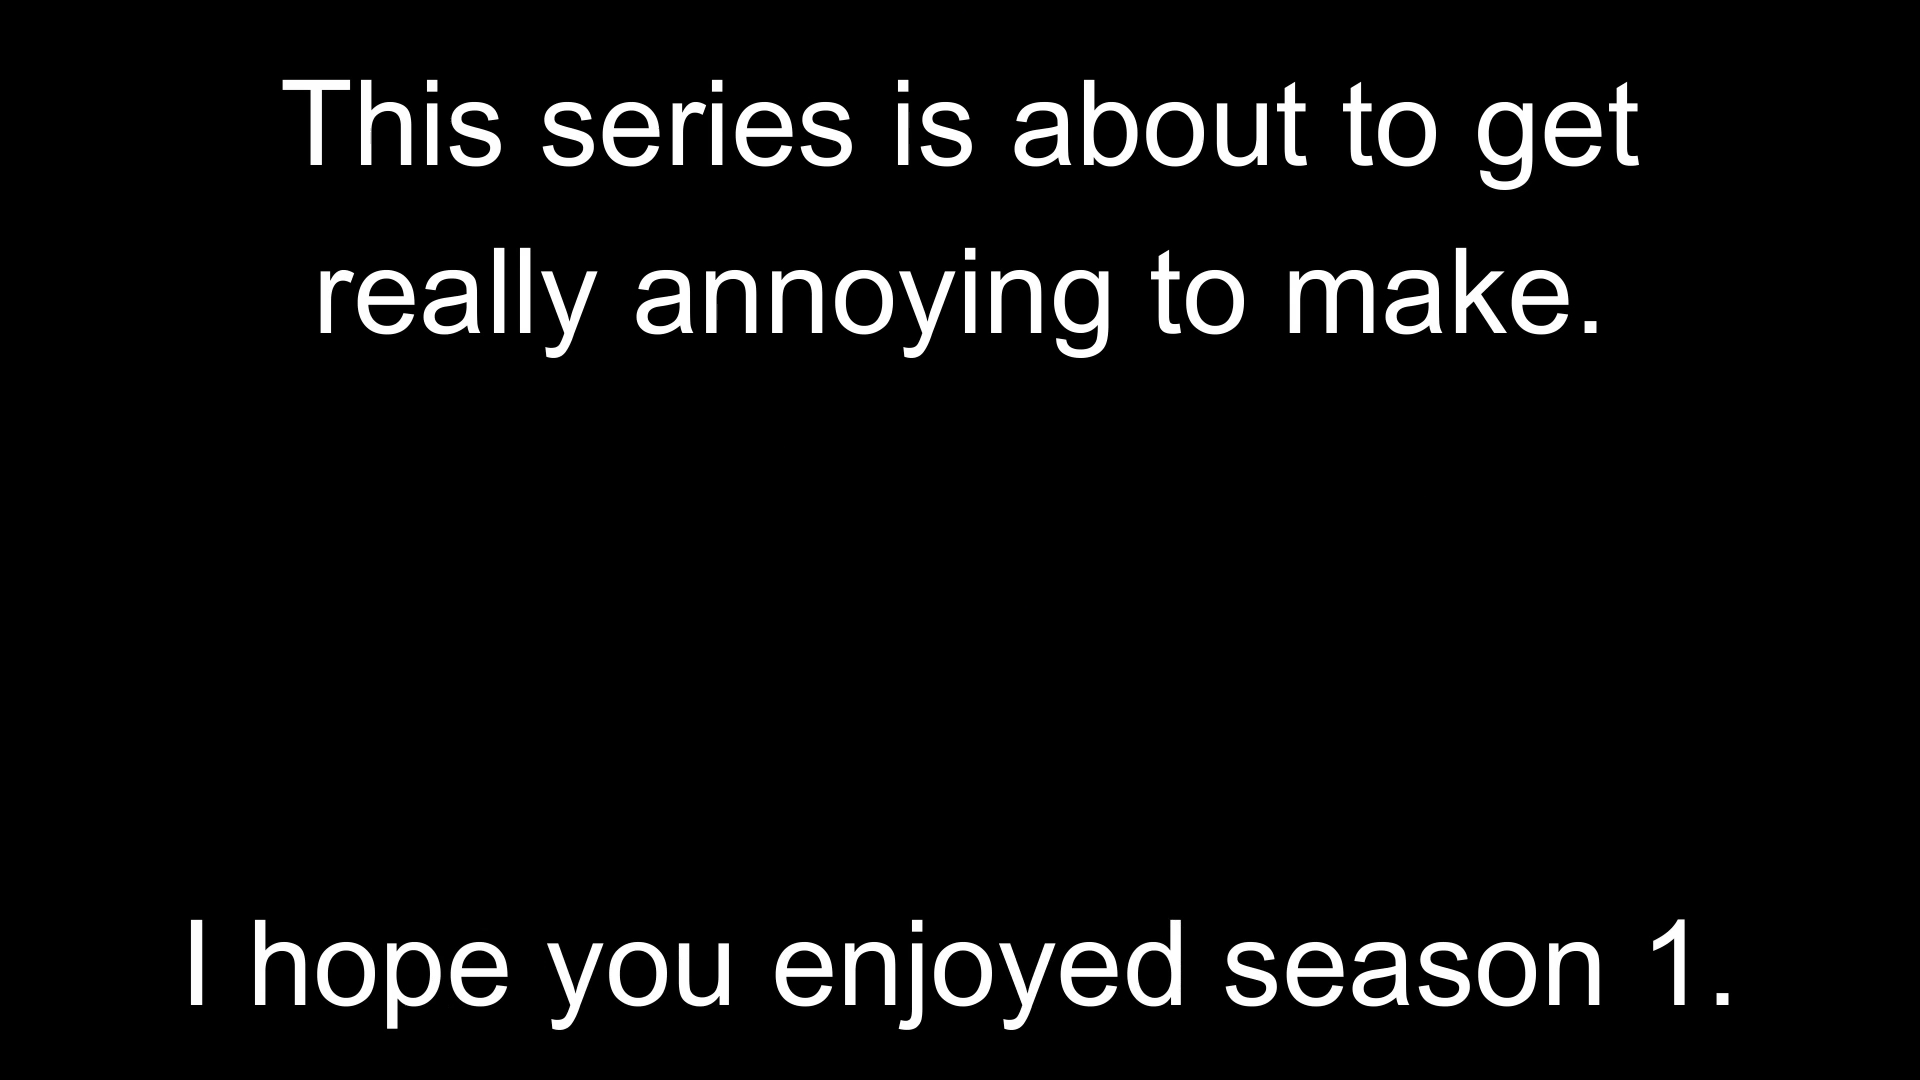 This series is about to get
really annoying to make.
I hope you enjoyed season 1.